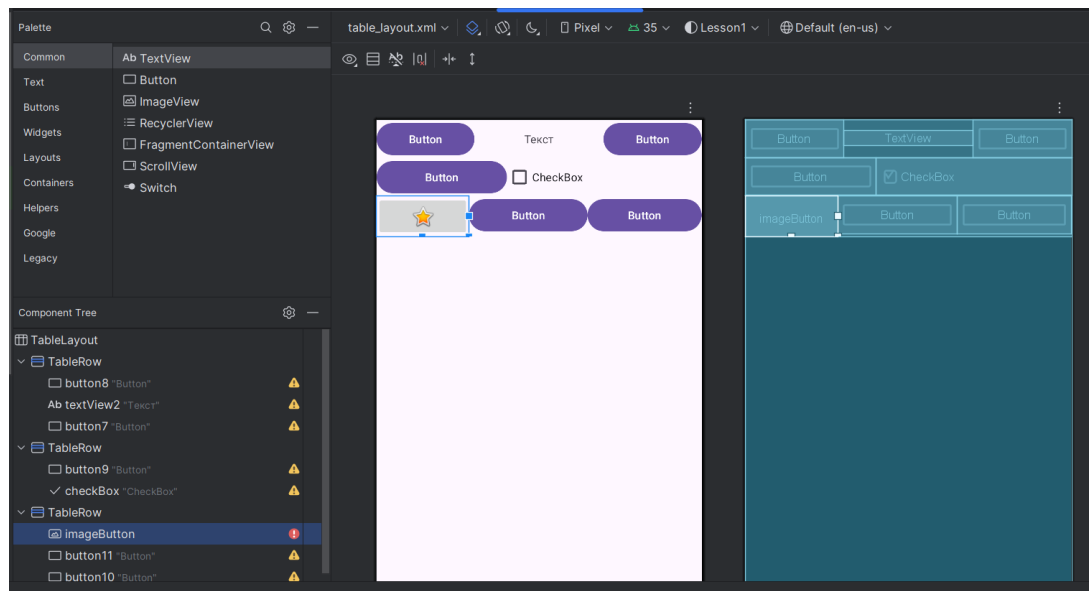 Palette
table_layout.xml
Pixel
35
Lesson1
Default (en-us)
Common
Text
Buttons
Widgets
Layouts
Containers
Helpers
Google
Legacy
Ab TextView
Button
ImageView
RecyclerView
FragmentContainerView
ScrollView
Switch
Component Tree
TableLayout
TableRow
button8 "Button"
Ab textView2 "Текст"
button7 "Button"
TableRow
button9 "Button"
checkBox "CheckBox"
TableRow
imageButton
button11 "Button"
button10 "Button"
Button Текст Button
Button CheckBox
Button Button
Button TextView Button
Button CheckBox
imageButton Button Button